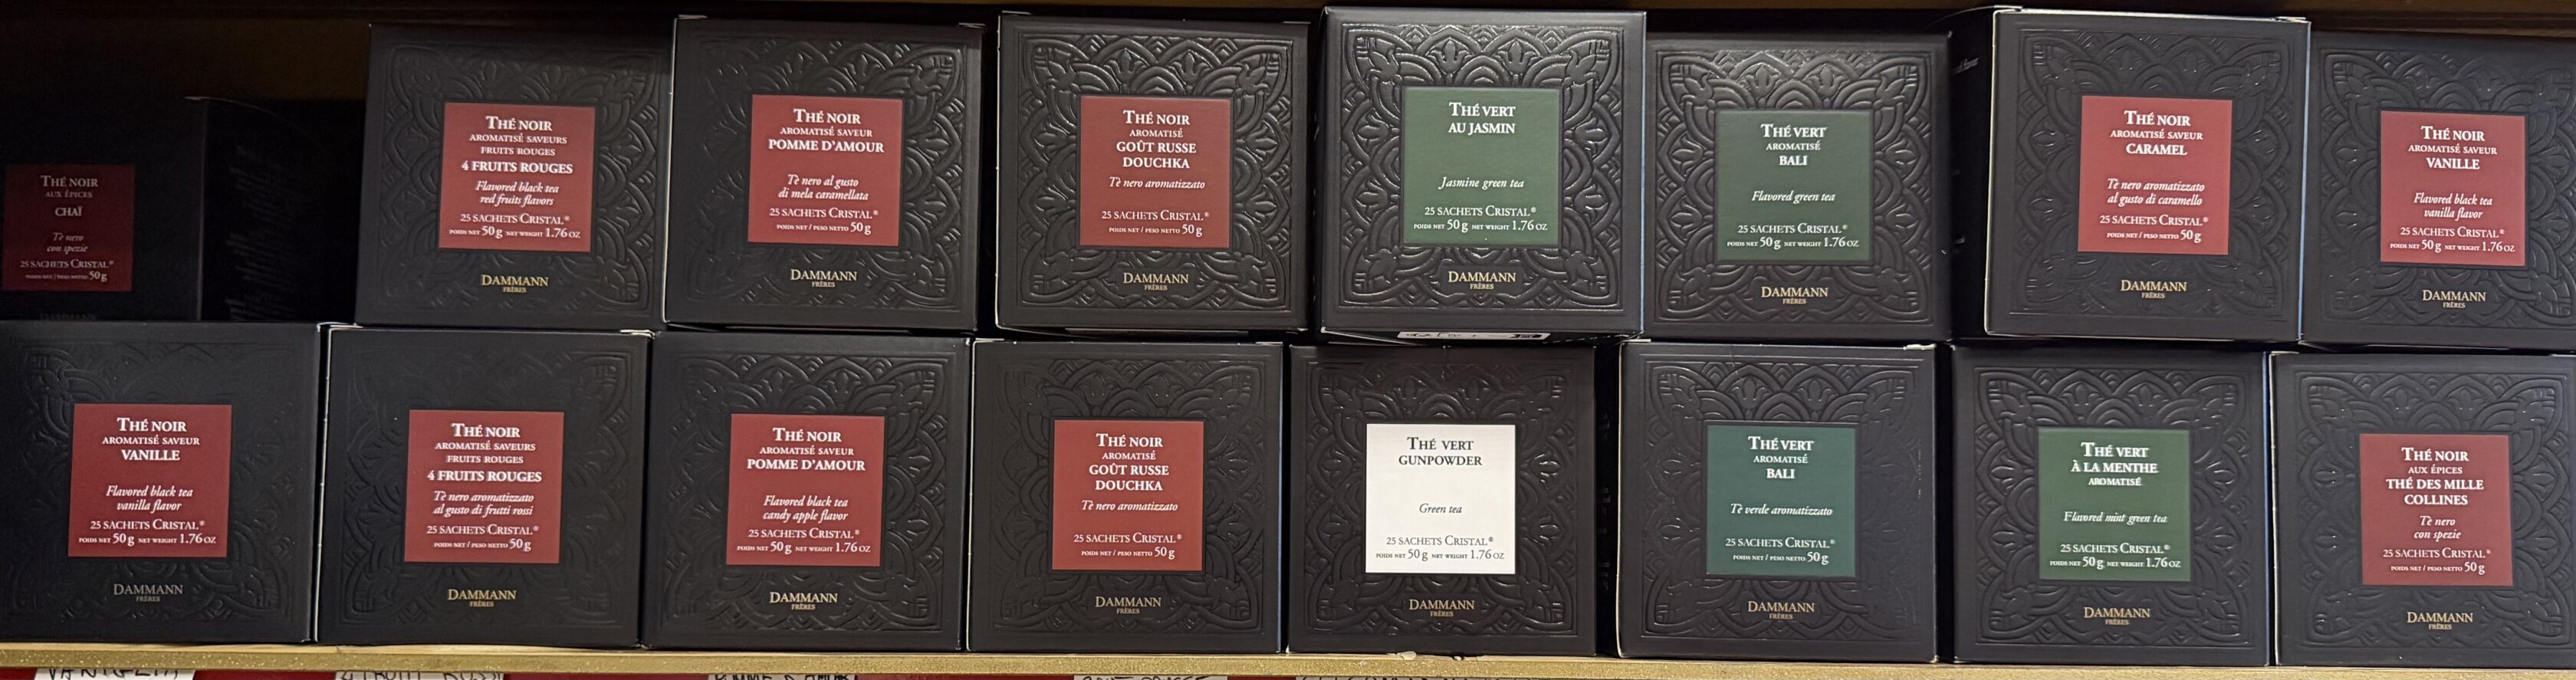 THÉ NOIR
AUX ÉPICES
CHAÏ
Tè nero
con spezie
25 SACHETS CRISTAL®
POIDS NET / PESO NETTO 50 g
DAMMANN
THÉ NOIR
AROMATISÉ SAVEURS
FRUITS ROUGES
4 FRUITS ROUGES
Flavored black tea
red fruits flavors
25 SACHETS CRISTAL®
POIDS NET 50 g NET WEIGHT 1.76 OZ
DAMMANN
FRÈRES
THÉ NOIR
AROMATISÉ SAVEUR
POMME D'AMOUR
Tè nero al gusto
di mela caramellata
25 SACHETS CRISTAL®
POIDS NET / PESO NETTO 50 g
DAMMANN
FRÈRES
THÉ NOIR
AROMATISÉ
GOÛT RUSSE
DOUCHKA
Tè nero aromatizzato
25 SACHETS CRISTAL®
POIDS NET / PESO NETTO 50 g
DAMMANN
FRÈRES
THÉ VERT
AU JASMIN
Jasmine green tea
25 SACHETS CRISTAL®
POIDS NET 50 g NET WEIGHT 1.76 OZ
DAMMANN
FRÈRES
THÉ VERT
AROMATISÉ
BALI
Flavored green tea
25 SACHETS CRISTAL®
POIDS NET 50 g NET WEIGHT 1.76 OZ
DAMMANN
FRÈRES
THÉ NOIR
AROMATISÉ SAVEUR
CARAMEL
Tè nero aromatizzato
al gusto di caramello
25 SACHETS CRISTAL®
POIDS NET / PESO NETTO 50 g
DAMMANN
FRÈRES
THÉ NOIR
AROMATISÉ SAVEUR
VANILLE
Flavored black tea
vanilla flavor
25 SACHETS CRISTAL®
POIDS NET 50 g NET WEIGHT 1.76 OZ
DAMMANN
FRÈRES
THÉ NOIR
AROMATISÉ SAVEUR
VANILLE
Flavored black tea
vanilla flavor
25 SACHETS CRISTAL®
POIDS NET 50 g NET WEIGHT 1.76 OZ
DAMMANN
FRÈRES
THÉ NOIR
AROMATISÉ SAVEURS
FRUITS ROUGES
4 FRUITS ROUGES
Tè nero aromatizzato
al gusto di frutti rossi
25 SACHETS CRISTAL®
POIDS NET / PESO NETTO 50 g
DAMMANN
FRÈRES
THÉ NOIR
AROMATISÉ SAVEUR
POMME D'AMOUR
Flavored black tea
candy apple flavor
25 SACHETS CRISTAL®
POIDS NET 50 g NET WEIGHT 1.76 OZ
DAMMANN
FRÈRES
THÉ NOIR
AROMATISÉ
GOÛT RUSSE
DOUCHKA
Tè nero aromatizzato
25 SACHETS CRISTAL®
POIDS NET / PESO NETTO 50 g
DAMMANN
FRÈRES
THÉ VERT
GUNPOWDER
Green tea
25 SACHETS CRISTAL®
POIDS NET 50 g NET WEIGHT 1.76 OZ
DAMMANN
FRÈRES
THÉ VERT
AROMATISÉ
BALI
Tè verde aromatizzato
25 SACHETS CRISTAL®
POIDS NET / PESO NETTO 50 g
DAMMANN
FRÈRES
THÉ VERT
À LA MENTHE
AROMATISÉ
Flavored mint green tea
25 SACHETS CRISTAL®
POIDS NET 50 g NET WEIGHT 1.76 OZ
DAMMANN
FRÈRES
THÉ NOIR
AUX ÉPICES
THÉ DES MILLE
COLLINES
Tè nero
con spezie
25 SACHETS CRISTAL®
POIDS NET / PESO NETTO 50 g
DAMMANN
FRÈRES